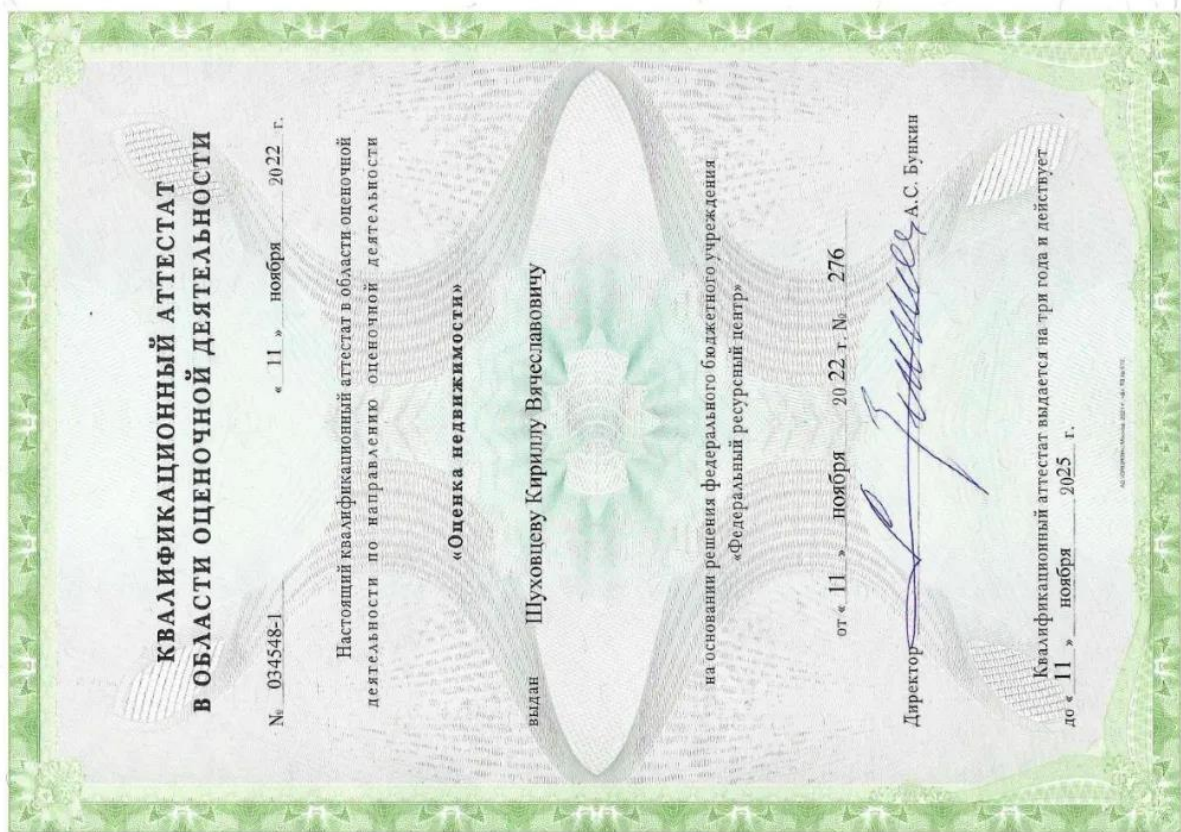 КВАЛИФИКАЦИОННЫЙ АТТЕСТАТ
В ОБЛАСТИ ОЦЕНОЧНОЙ ДЕЯТЕЛЬНОСТИ
№ 034548-1 « 11 » ноября 2022 г.
Настоящий квалификационный аттестат в области оценочной
деятельности по направлению оценочной деятельности
«Оценка недвижимости»
выдан Шуховцеву Кириллу Вячеславовичу
на основании решения федерального бюджетного учреждения
«Федеральный ресурсный центр»
от « 11 » ноября 20 22 г. № 276
Директор А.С. Бункин
Квалификационный аттестат выдается на три года и действует
до « 11 » ноября 2025 г.